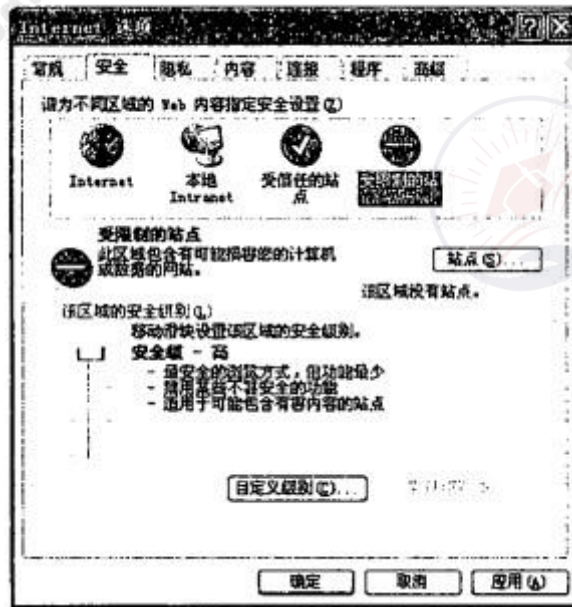 Internet 选项
常规 安全 隐私 内容 连接 程序 高级
请为不同区域的 Web 内容指定安全设置(Z)
Internet
本地 Intranet
受信任的站点
受限制的站点
受限制的站点
此区域包含有可能损害您的计算机
或数据的网站。
站点(S)...
该区域没有站点。
该区域的安全级别(L)
移动滑块设置该区域的安全级别。
安全级 - 高
- 最安全的浏览方式，但功能最少
- 禁用某些不很安全的功能
- 适用于可能包含有害内容的站点
自定义级别(C)...
确定 取消 应用(A)